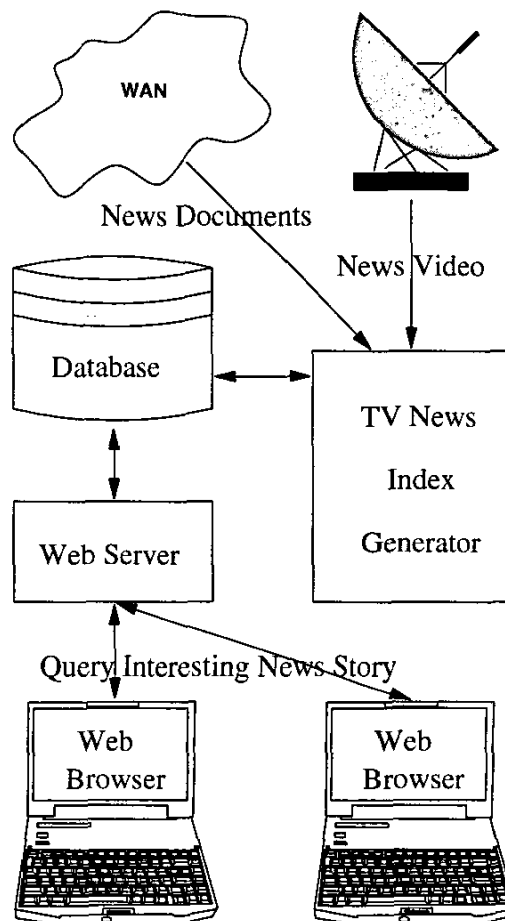 WAN
News Documents
News Video
Database
TV News
Index
Generator
Web Server
Query Interesting News Story
Web
Browser
Web
Browser